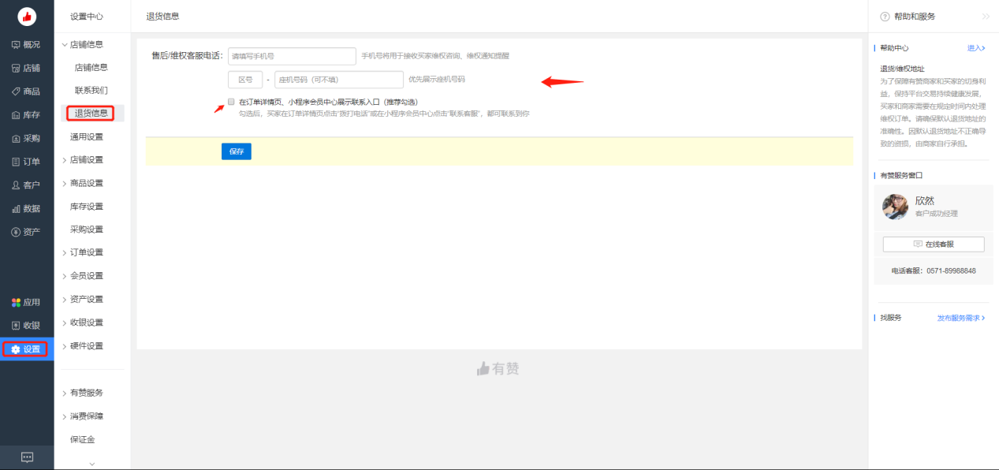 概况
店铺
商品
库存
采购
订单
客户
数据
资产
应用
收银
设置
设置中心
店铺信息
店铺信息
联系我们
退货信息
通用设置
店铺设置
商品设置
库存设置
采购设置
订单设置
会员设置
资产设置
收银设置
硬件设置
有赞服务
消费保障
保证金
退货信息
售后/维权客服电话： 请填写手机号 手机号将用于接收买家维权咨询、维权通知提醒
区号 - 座机号码（可不填） 优先展示座机号码
在订单详情页、小程序会员中心展示联系入口（推荐勾选）
勾选后，买家在订单详情页点击“拨打电话”或在小程序会员中心点击“联系客服”，都可联系到你
保存
有赞
帮助和服务
帮助中心 进入
退货/维权地址
为了保障有赞商家和买家的切身利
益，保持平台交易持续健康发展，
买家和商家需要在规定时间内处理
维权订单。请确保默认退货地址的
准确性。因默认退货地址不正确导
致的资损，由商家自行承担。
有赞服务窗口
欣然
客户成功经理
在线客服
电话客服：0571-89988848
找服务 发布服务需求